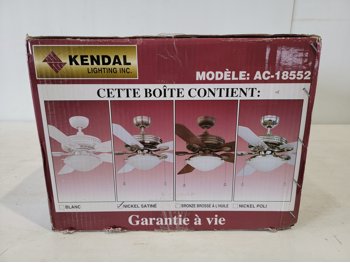 KENDAL
LIGHTING INC.
MODÈLE: AC-18552
CETTE BOÎTE CONTIENT:
BLANC
NICKEL SATINÉ
BRONZE BROSSÉ À L'HUILE
NICKEL POLI
Garantie à vie